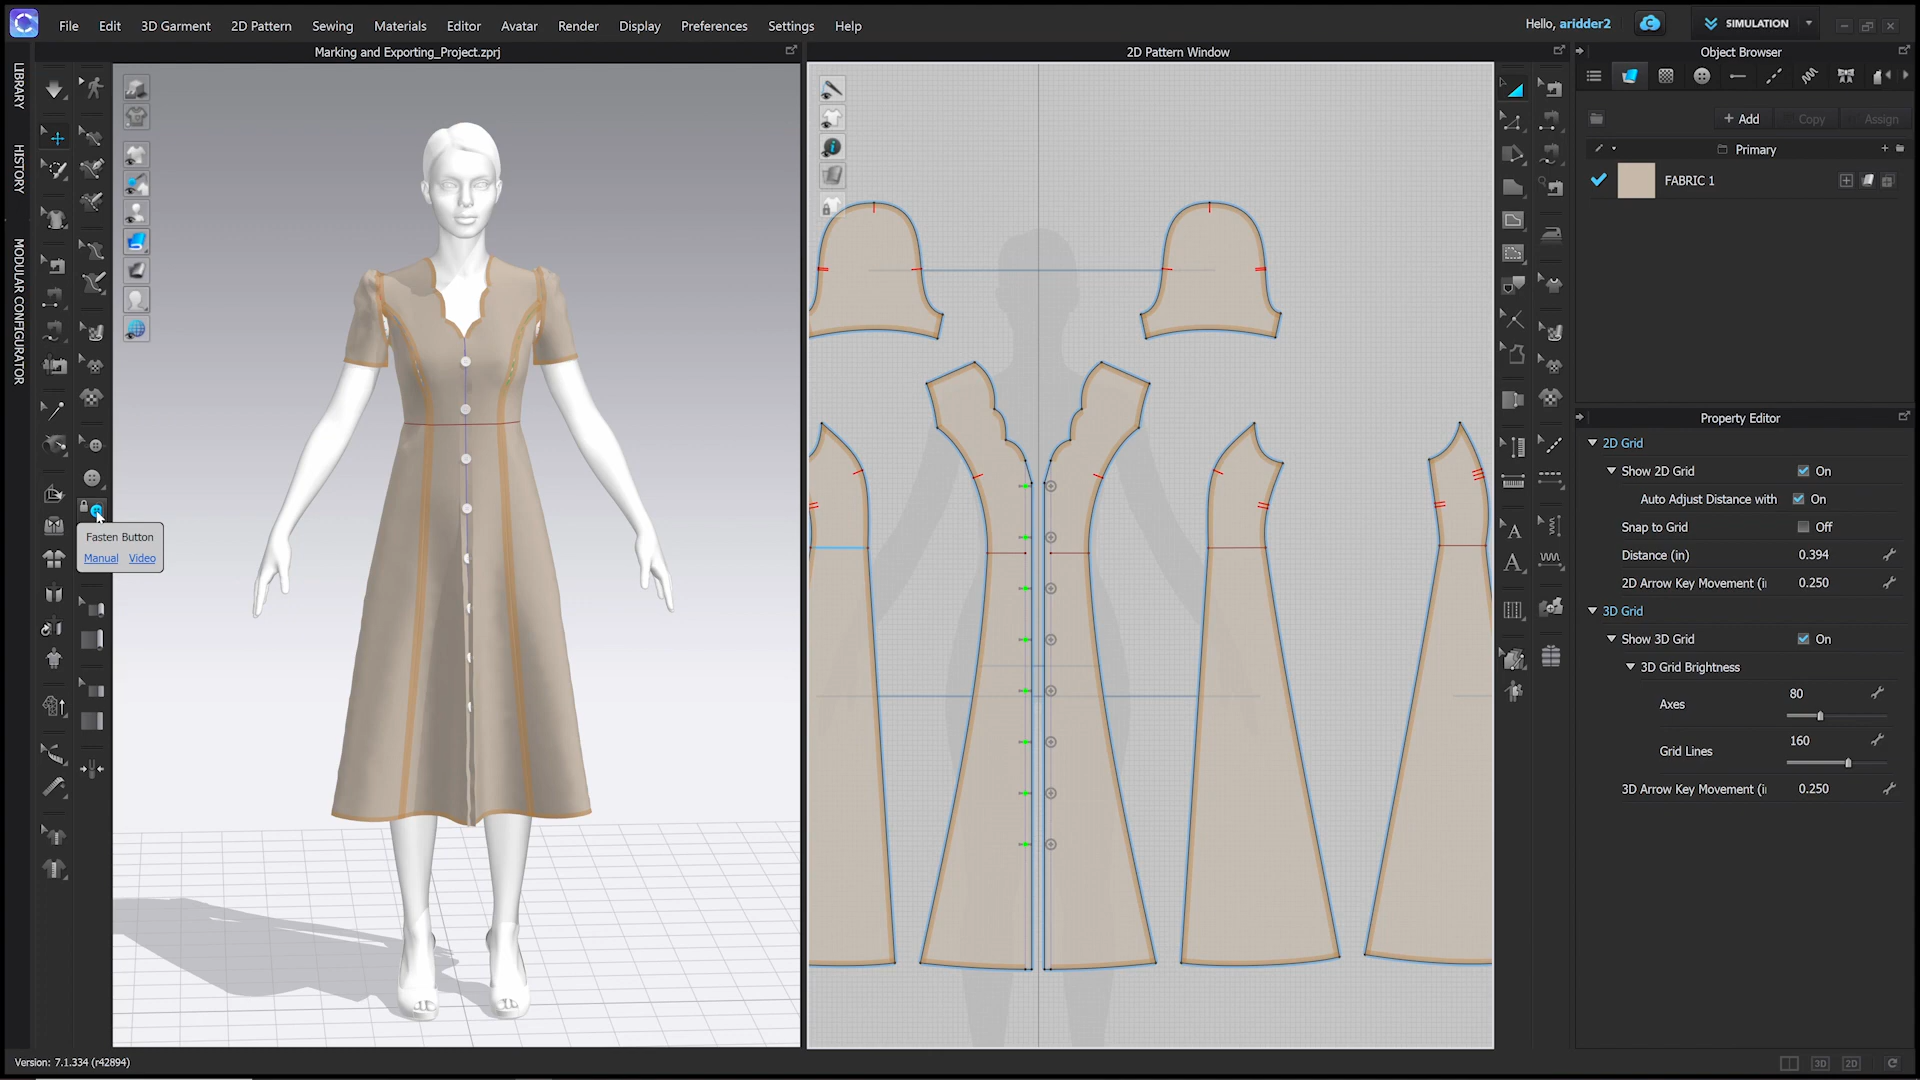 File Edit 3D Garment 2D Pattern Sewing Materials Editor Avatar Render Display Preferences Settings Help
Hello, aridder2
SIMULATION
Marking and Exporting_Project.zprj
2D Pattern Window
Object Browser
LIBRARY
HISTORY
MODULAR CONFIGURATOR
+ Add Copy Assign
Primary
FABRIC 1
Fasten Button
Manual Video
Property Editor
2D Grid
Show 2D Grid On
Auto Adjust Distance with On
Snap to Grid Off
Distance (in) 0.394
2D Arrow Key Movement (i 0.250
3D Grid
Show 3D Grid On
3D Grid Brightness
Axes 80
Grid Lines 160
3D Arrow Key Movement (i 0.250
Version: 7.1.334 (r42894)
3D 2D